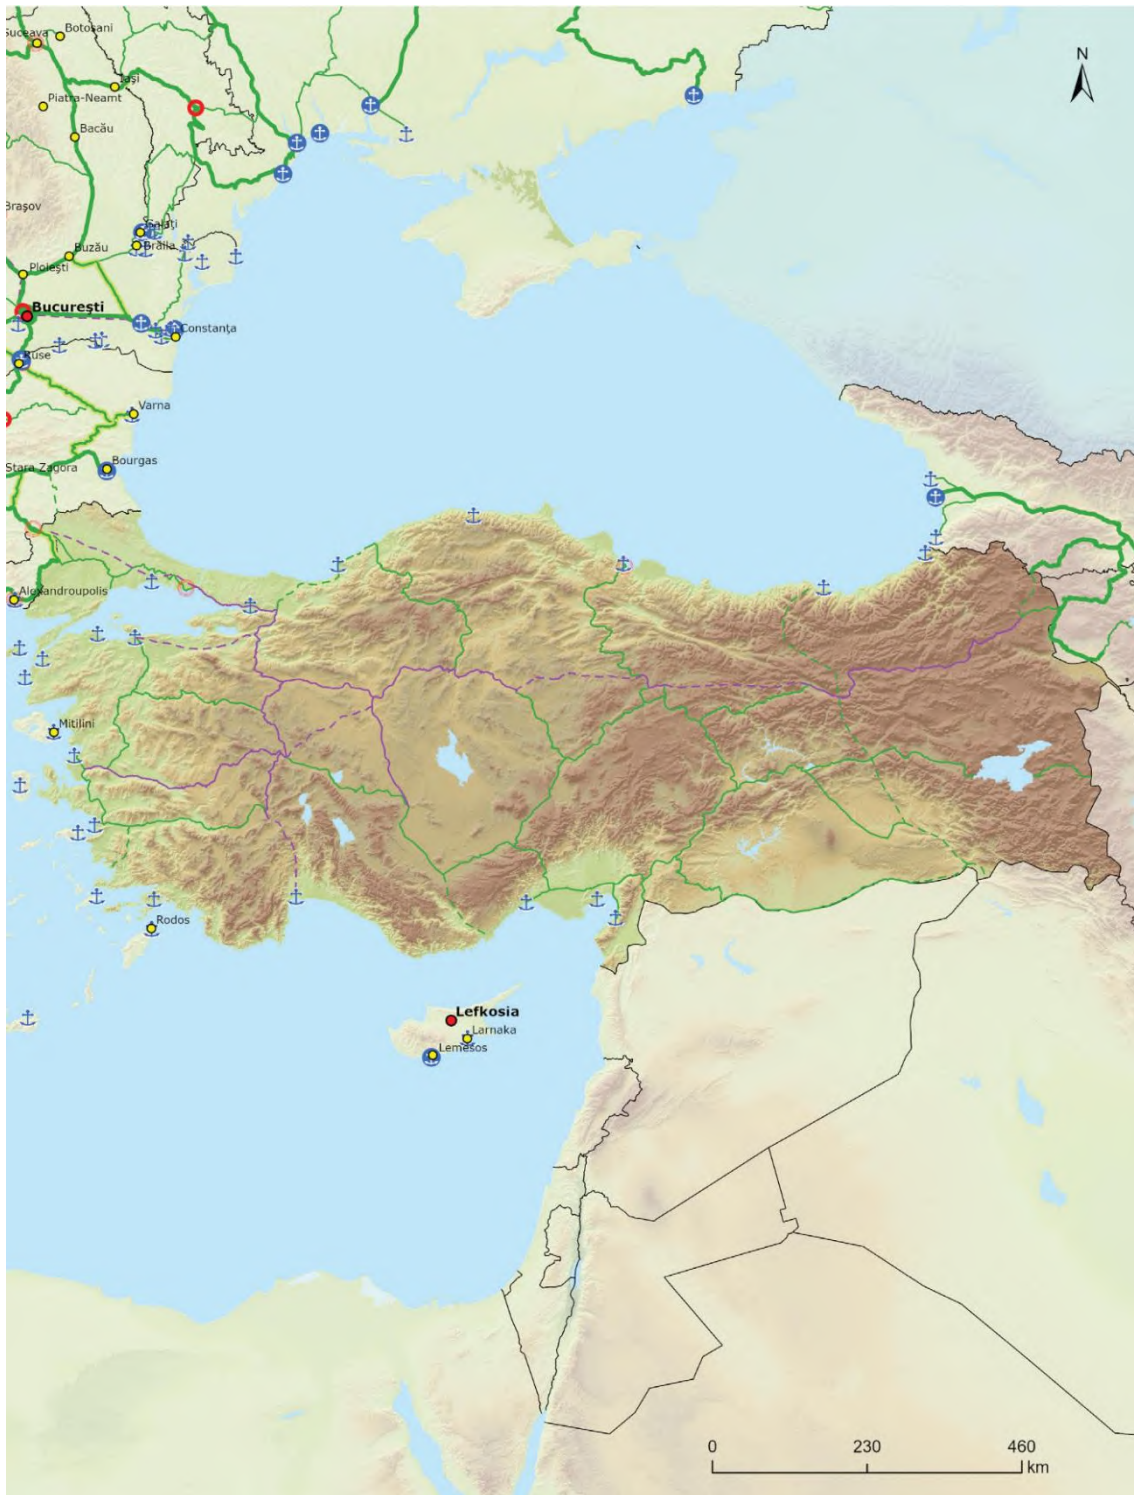 Botoşani
Suceava
Iaşi
Piatra-Neamt
Bacău
Braşov
Galaţi
Brăila
Buzău
Ploieşti
Bucureşti
Constanţa
Ruse
Varna
Bourgas
Stara Zagora
Alexandroupolis
Mitilini
Rodos
Lefkosia
Larnaka
Lemesos
N
0 230 460
km